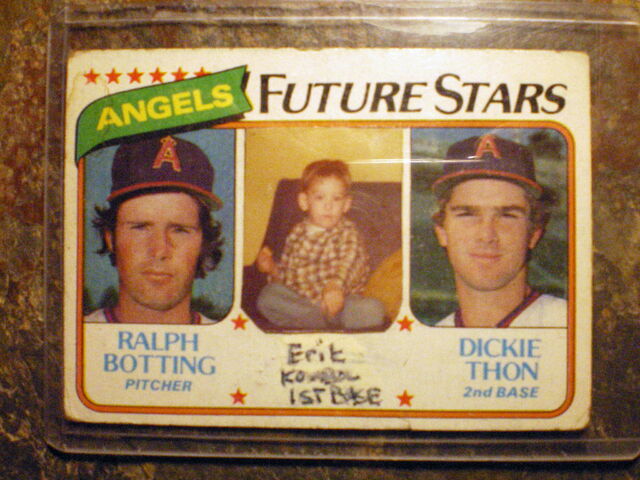 ANGELS
FUTURE STARS
A
A
RALPH
BOTTING
PITCHER
Erik
1ST BASE
DICKIE
THON
2nd BASE